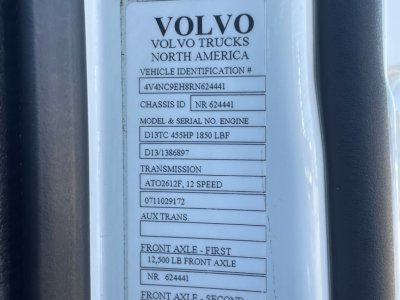 VOLVO
VOLVO TRUCKS
NORTH AMERICA
VEHICLE IDENTIFICATION #
4V4NC9EH8RN624441
CHASSIS ID NR 624441
MODEL & SERIAL NO. ENGINE
D13TC 455HP 1850 LBF
D13/1386897
TRANSMISSION
ATO2612F, 12 SPEED
0711029172
AUX TRANS.
FRONT AXLE - FIRST
12,500 LB FRONT AXLE
NR 624441
FRONT AXLE - SECOND